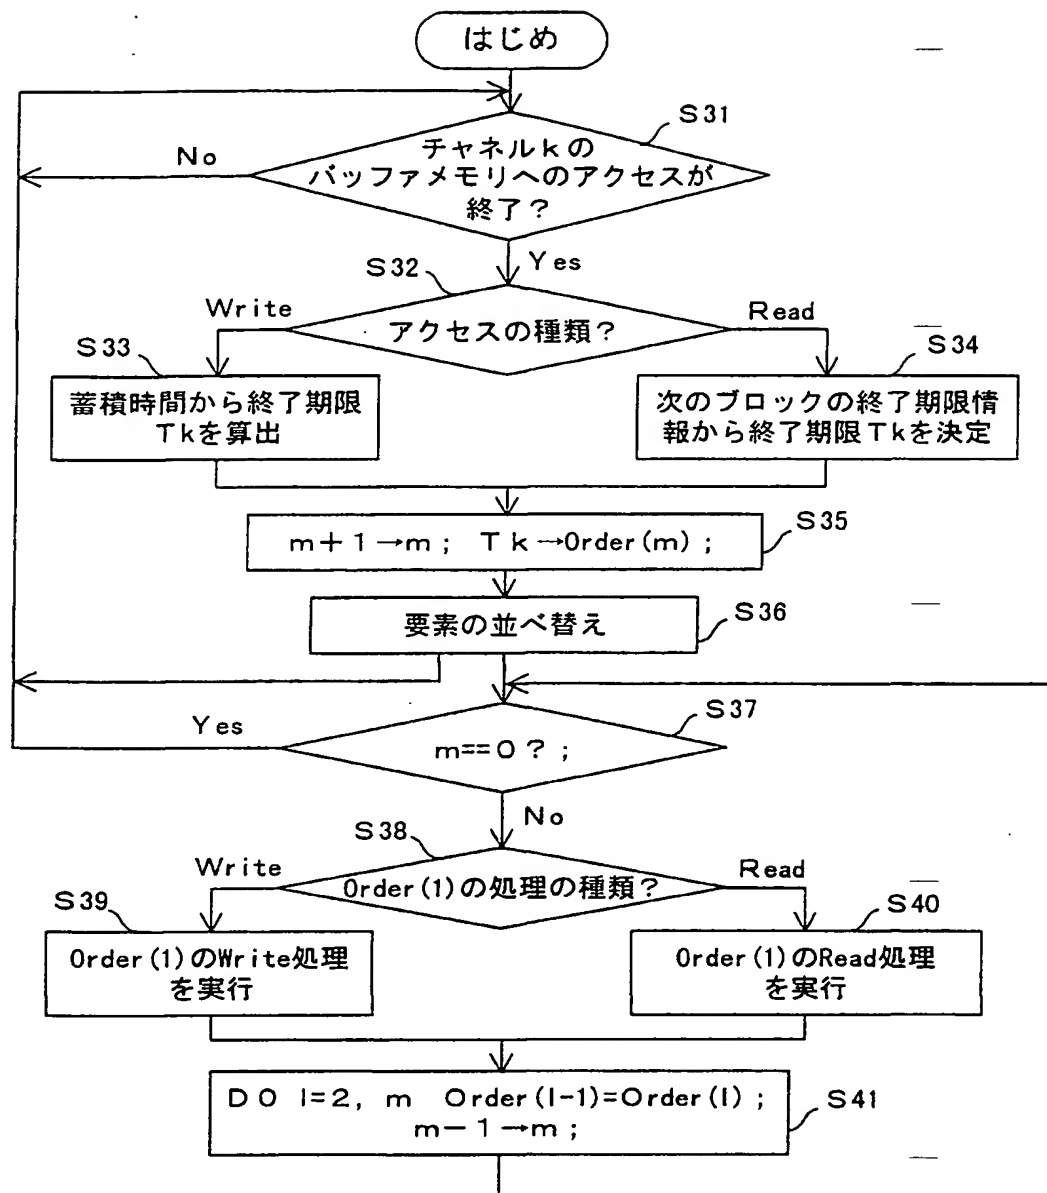 はじめ
S31
チャネルkの
バッファメモリへのアクセスが
終了?
No
Yes
S32
Write
アクセスの種類?
Read
S33
S34
蓄積時間から終了期限
Tkを算出
次のブロックの終了期限情
報から終了期限Tkを決定
S35
m+1→m; Tk→Order(m);
S36
要素の並べ替え
S37
Yes
m==0?;
No
S38
Write
Order(1)の処理の種類?
Read
S39
S40
Order(1)のWrite処理
を実行
Order(1)のRead処理
を実行
S41
DO l=2, m Order(l-1)=Order(l);
m-1→m;